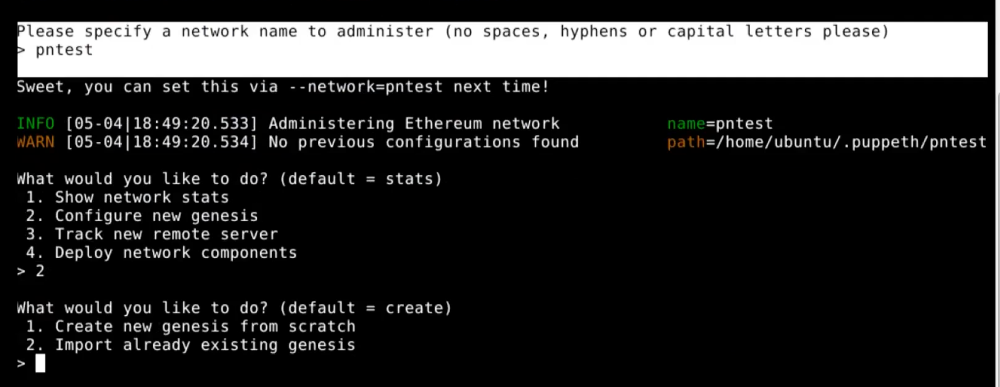 Please specify a network name to administer (no spaces, hyphens or capital letters please)
> pntest
Sweet, you can set this via --network=pntest next time!
INFO [05-04|18:49:20.533] Administering Ethereum network name=pntest
WARN [05-04|18:49:20.534] No previous configurations found path=/home/ubuntu/.puppeth/pntest
What would you like to do? (default = stats)
1. Show network stats
2. Configure new genesis
3. Track new remote server
4. Deploy network components
> 2
What would you like to do? (default = create)
1. Create new genesis from scratch
2. Import already existing genesis
>